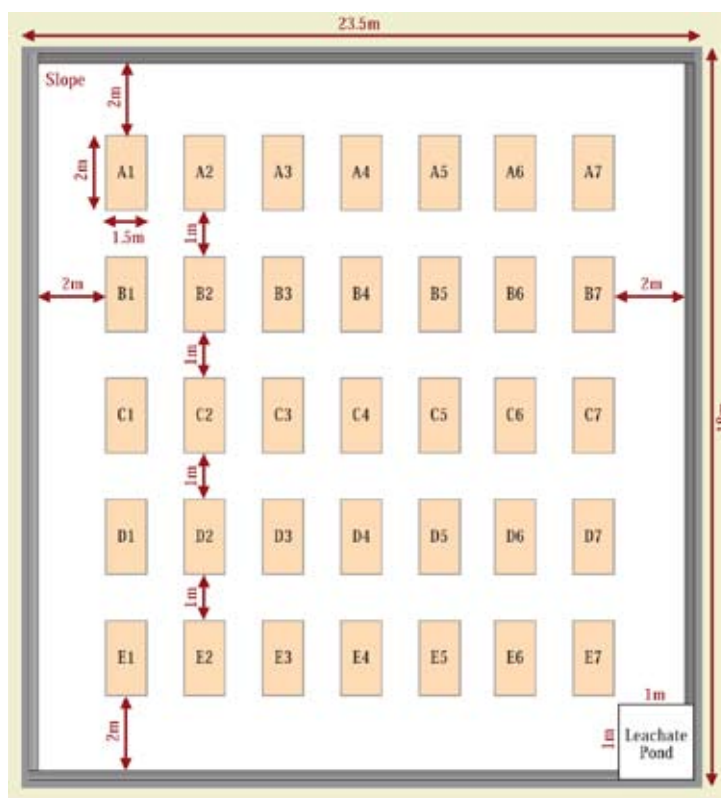 23.5m
Slope
2m
2m
A1 A2 A3 A4 A5 A6 A7
1.5m
1m
2m
B1 B2 B3 B4 B5 B6 B7
2m
1m
C1 C2 C3 C4 C5 C6 C7
1m
D1 D2 D3 D4 D5 D6 D7
1m
E1 E2 E3 E4 E5 E6 E7
2m
1m
1m
Leachate
Pond